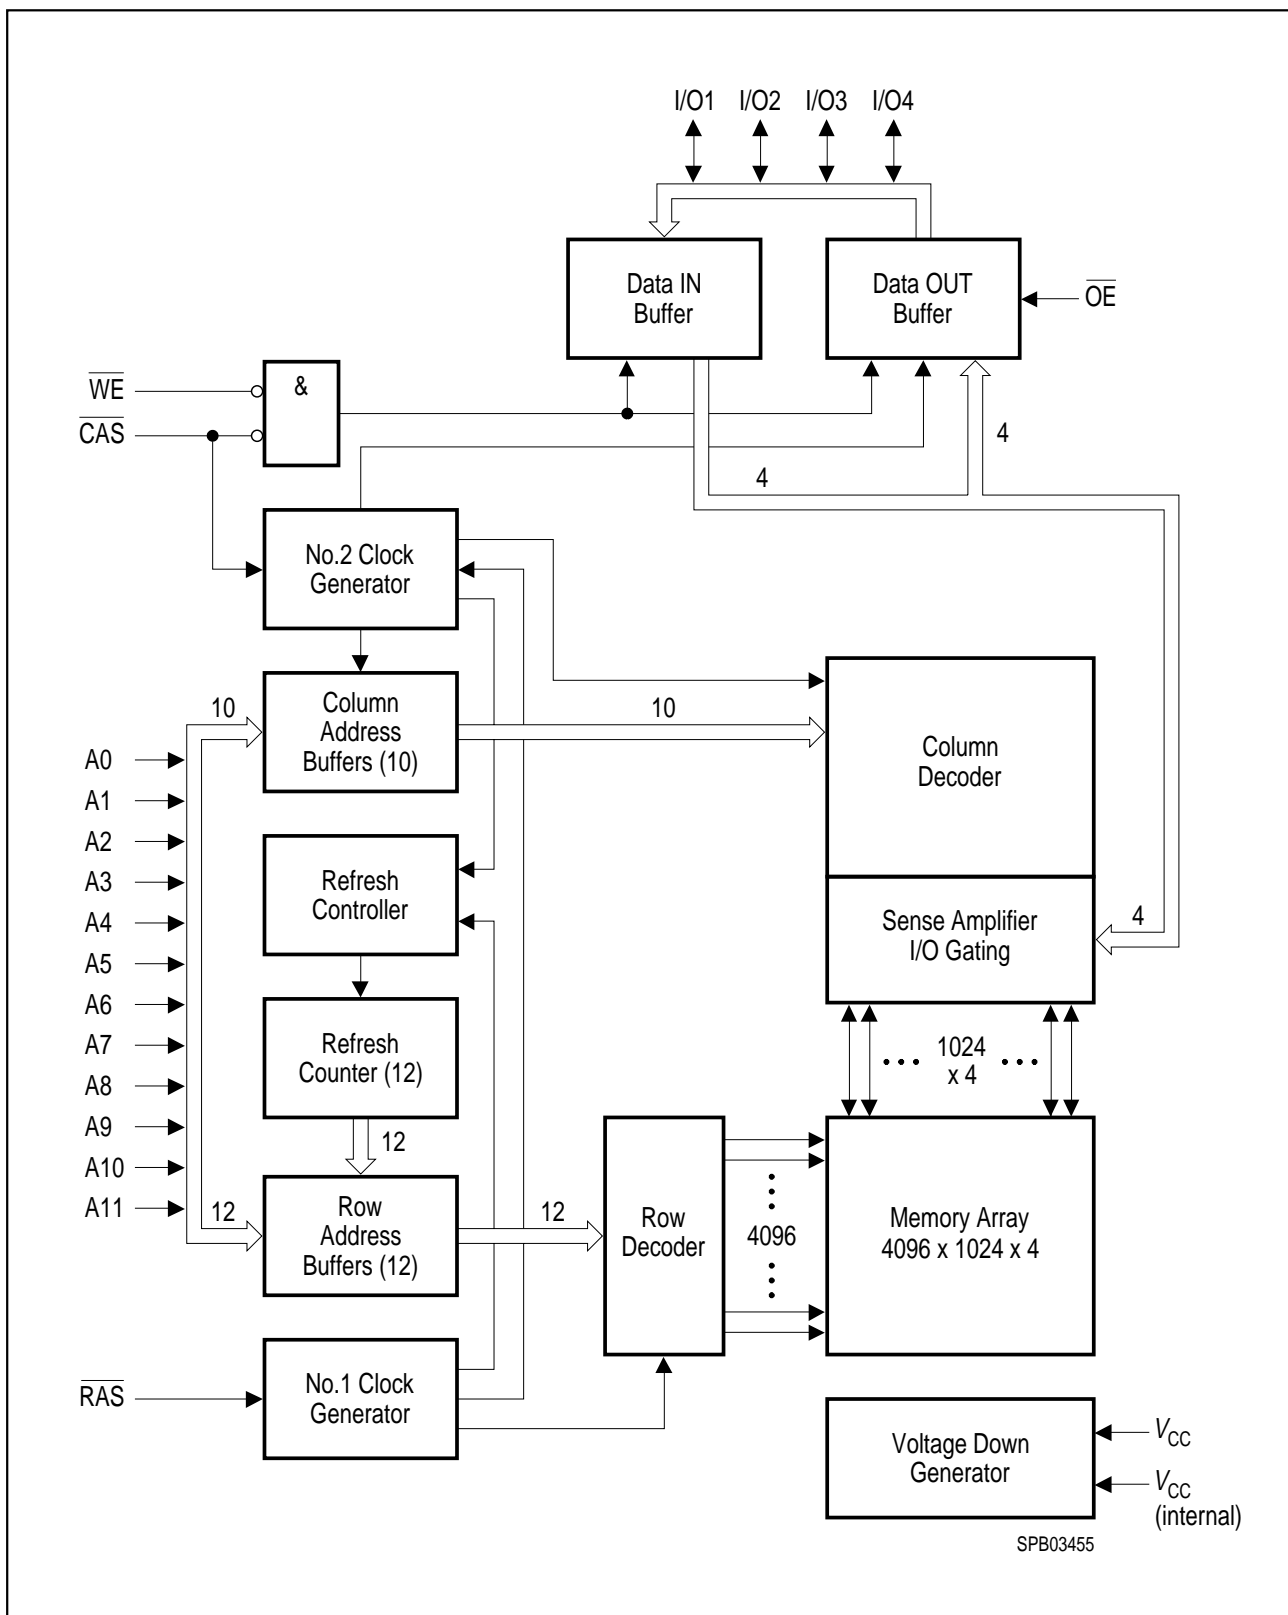 I/O1 I/O2 I/O3 I/O4
Data IN
Buffer
Data OUT
Buffer
OE
WE
&
CAS
4
4
No.2 Clock
Generator
10
Column
Address
Buffers (10)
10
Column
Decoder
A0
A1
A2
A3
A4
A5
A6
A7
A8
A9
A10
A11
Refresh
Controller
Sense Amplifier
I/O Gating
4
Refresh
Counter (12)
1024
x 4
12
12
Row
Address
Buffers (12)
12
Row
Decoder
4096
Memory Array
4096 x 1024 x 4
RAS
No.1 Clock
Generator
Voltage Down
Generator
VCC
VCC
(internal)
SPB03455